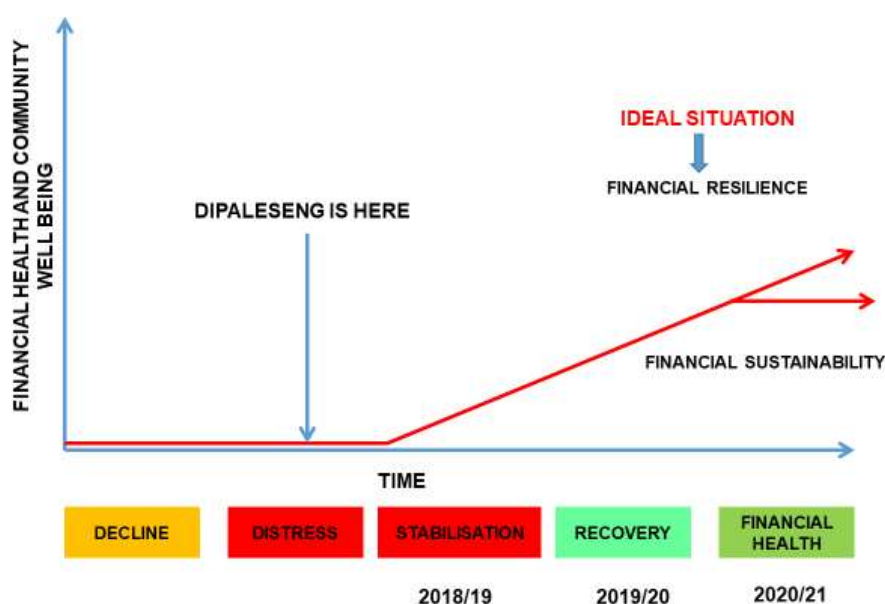 FINANCIAL HEALTH AND COMMUNITY
WELL BEING
IDEAL SITUATION
FINANCIAL RESILIENCE
DIPALESENG IS HERE
FINANCIAL SUSTAINABILITY
TIME
DECLINE
DISTRESS
STABILISATION
RECOVERY
FINANCIAL
HEALTH
2018/19
2019/20
2020/21